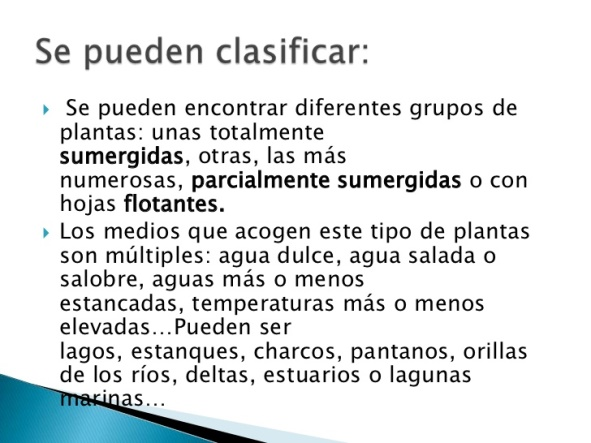 Se pueden clasificar:
Se pueden encontrar diferentes grupos de
plantas: unas totalmente
sumergidas, otras, las más
numerosas, parcialmente sumergidas o con
hojas flotantes.
Los medios que acogen este tipo de plantas
son múltiples: agua dulce, agua salada o
salobre, aguas más o menos
estancadas, temperaturas más o menos
elevadas…Pueden ser
lagos, estanques, charcos, pantanos, orillas
de los ríos, deltas, estuarios o lagunas
marinas…